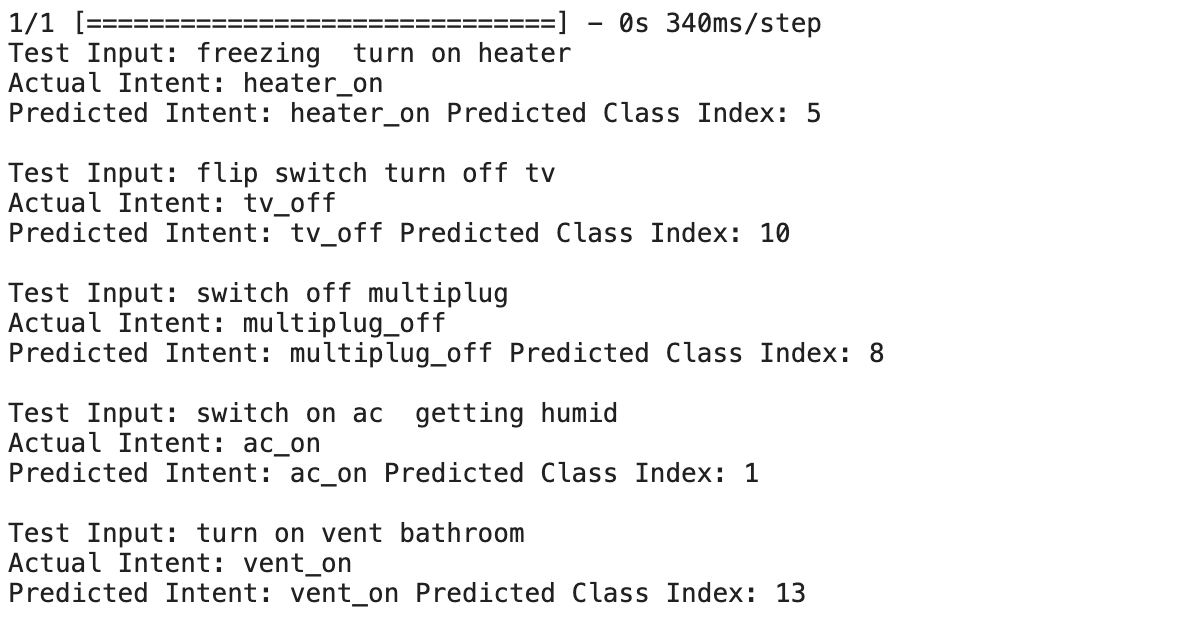 1/1 [==============================] - 0s 340ms/step
Test Input: freezing  turn on heater
Actual Intent: heater_on
Predicted Intent: heater_on Predicted Class Index: 5
Test Input: flip switch turn off tv
Actual Intent: tv_off
Predicted Intent: tv_off Predicted Class Index: 10
Test Input: switch off multiplug
Actual Intent: multiplug_off
Predicted Intent: multiplug_off Predicted Class Index: 8
Test Input: switch on ac  getting humid
Actual Intent: ac_on
Predicted Intent: ac_on Predicted Class Index: 1
Test Input: turn on vent bathroom
Actual Intent: vent_on
Predicted Intent: vent_on Predicted Class Index: 13